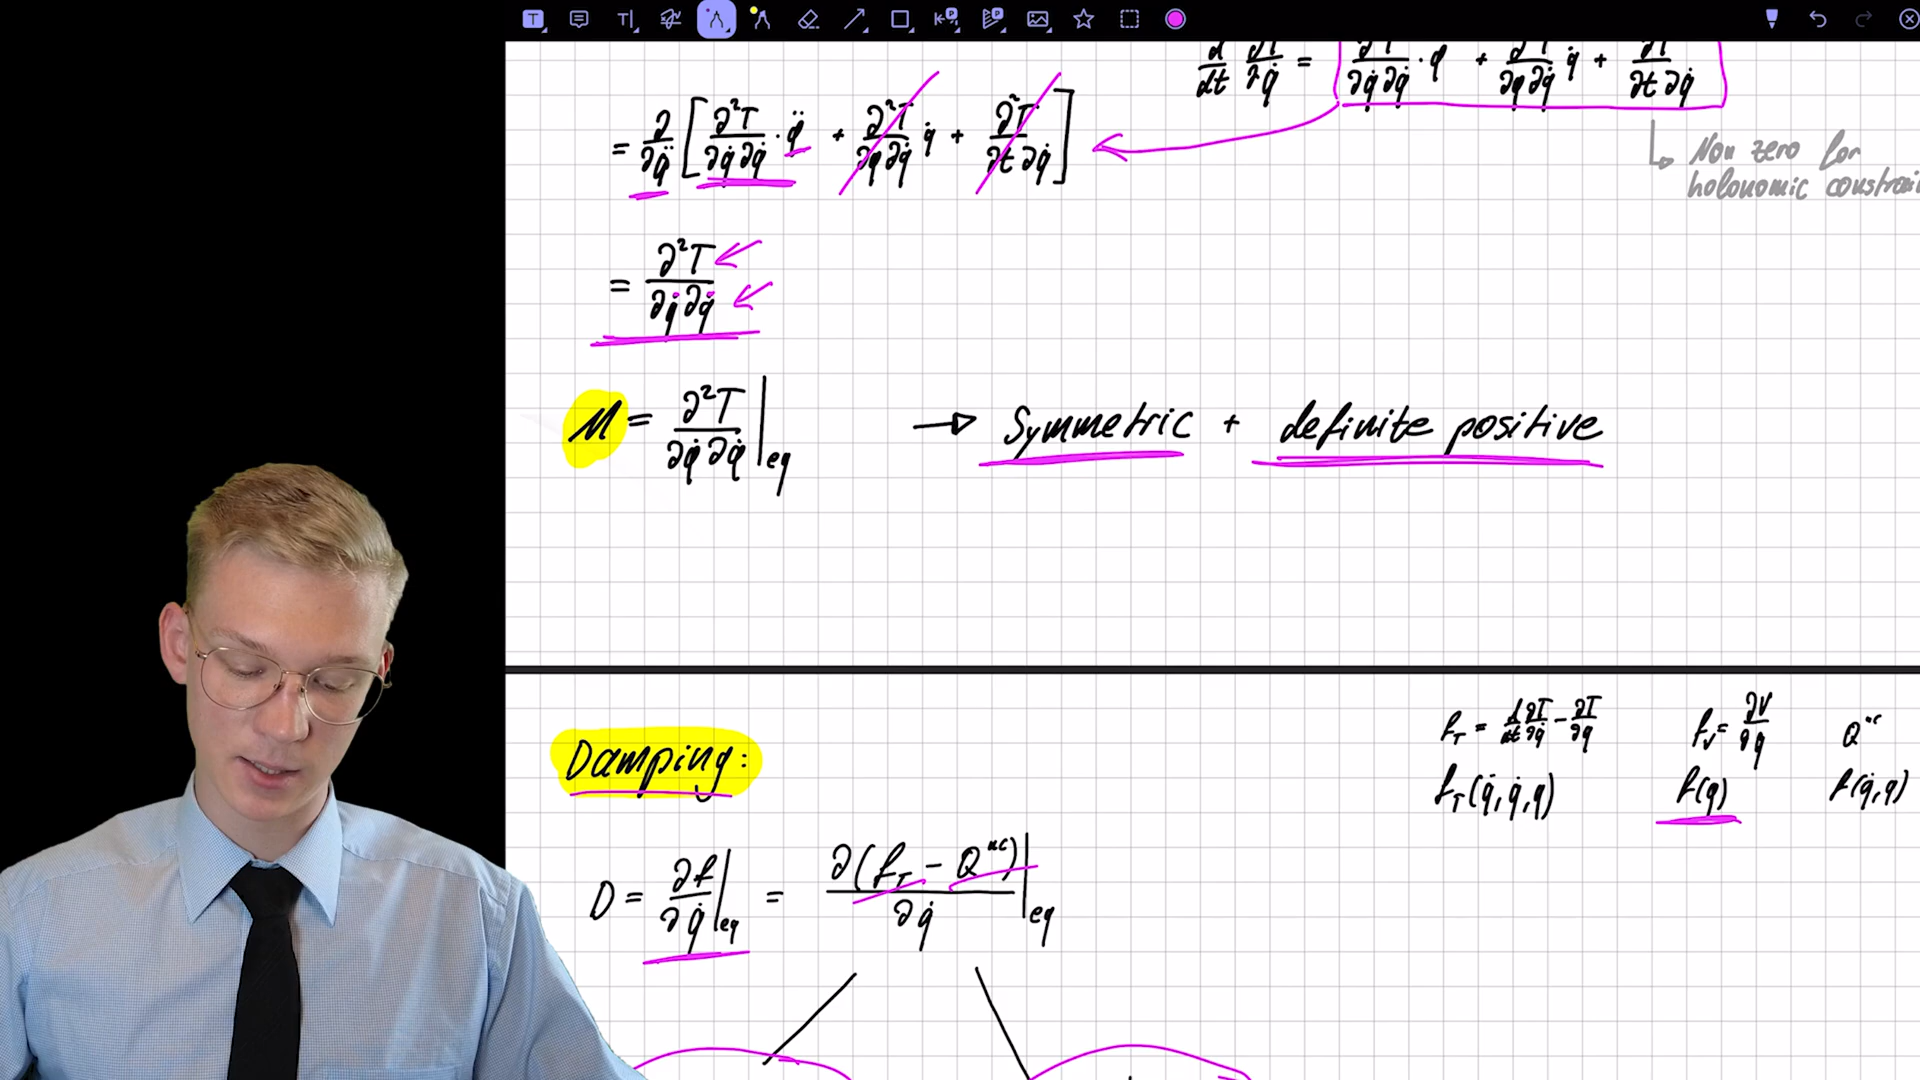 d/dt ∂T/∂q̇ = ∂²T/∂q̇∂q̇ · q̈ + ∂²T/∂q∂q̇ q̇ + ∂²T/∂t∂q̇
= ∂/∂q̈ [ ∂²T/∂q̇∂q̇ · q̈ + ∂²T/∂q∂q̇ q̇ + ∂²T/∂t∂q̇ ]
Non zero for
holonomic
= ∂²T/∂q̇∂q̇
M = ∂²T/∂q̇∂q̇ |eq → Symmetric + definite positive
f_T = d/dt ∂T/∂q̇ − ∂T/∂q f_V = ∂V/∂q Q^nc
Damping:
f_T(q̈,q̇,q) f(q) f(q̇,q)
D = ∂f/∂q̇ |eq = ∂(f_T − Q^nc)/∂q̇ |eq